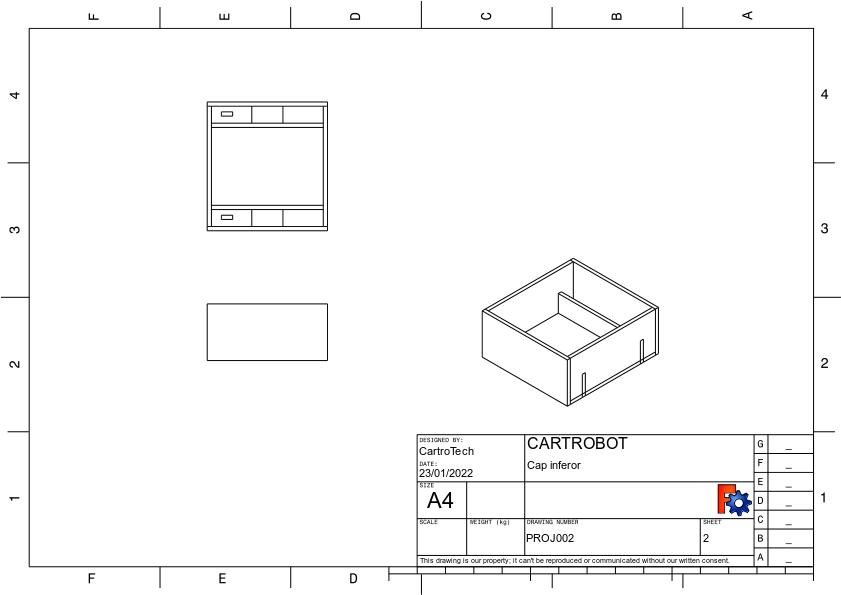 F E D C B A
4 4
3 3
2 2
1 1
DESIGNED BY:
CartroTech
DATE:
23/01/2022
SIZE
A4
CARTROBOT
Cap inferor
SCALE
WEIGHT (kg)
DRAWING NUMBER
PROJ002
SHEET
2
This drawing is our property; it can't be reproduced or communicated without our written consent.
G _
F _
E _
D _
C _
B _
A _
F E D